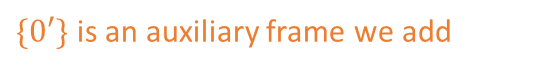 {0′} is an auxiliary frame we add